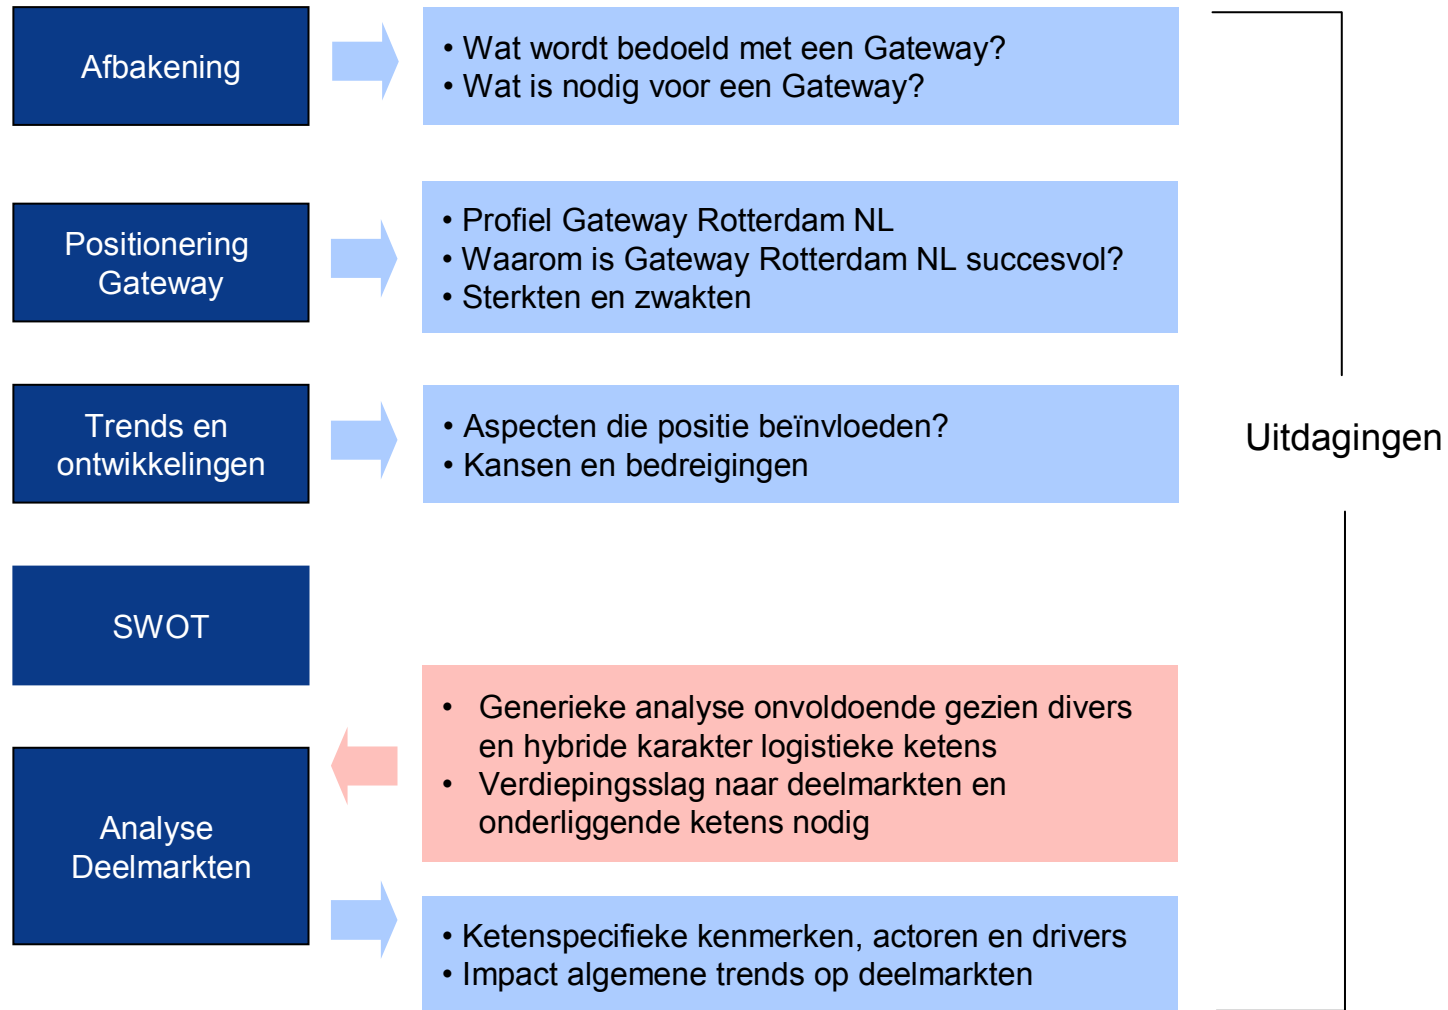 Afbakening
• Wat wordt bedoeld met een Gateway?
• Wat is nodig voor een Gateway?
Positionering
Gateway
• Profiel Gateway Rotterdam NL
• Waarom is Gateway Rotterdam NL succesvol?
• Sterkten en zwakten
Trends en
ontwikkelingen
• Aspecten die positie beïnvloeden?
• Kansen en bedreigingen
Uitdagingen
SWOT
• Generieke analyse onvoldoende gezien divers
en hybride karakter logistieke ketens
• Verdiepingsslag naar deelmarkten en
onderliggende ketens nodig
Analyse
Deelmarkten
• Ketenspecifieke kenmerken, actoren en drivers
• Impact algemene trends op deelmarkten